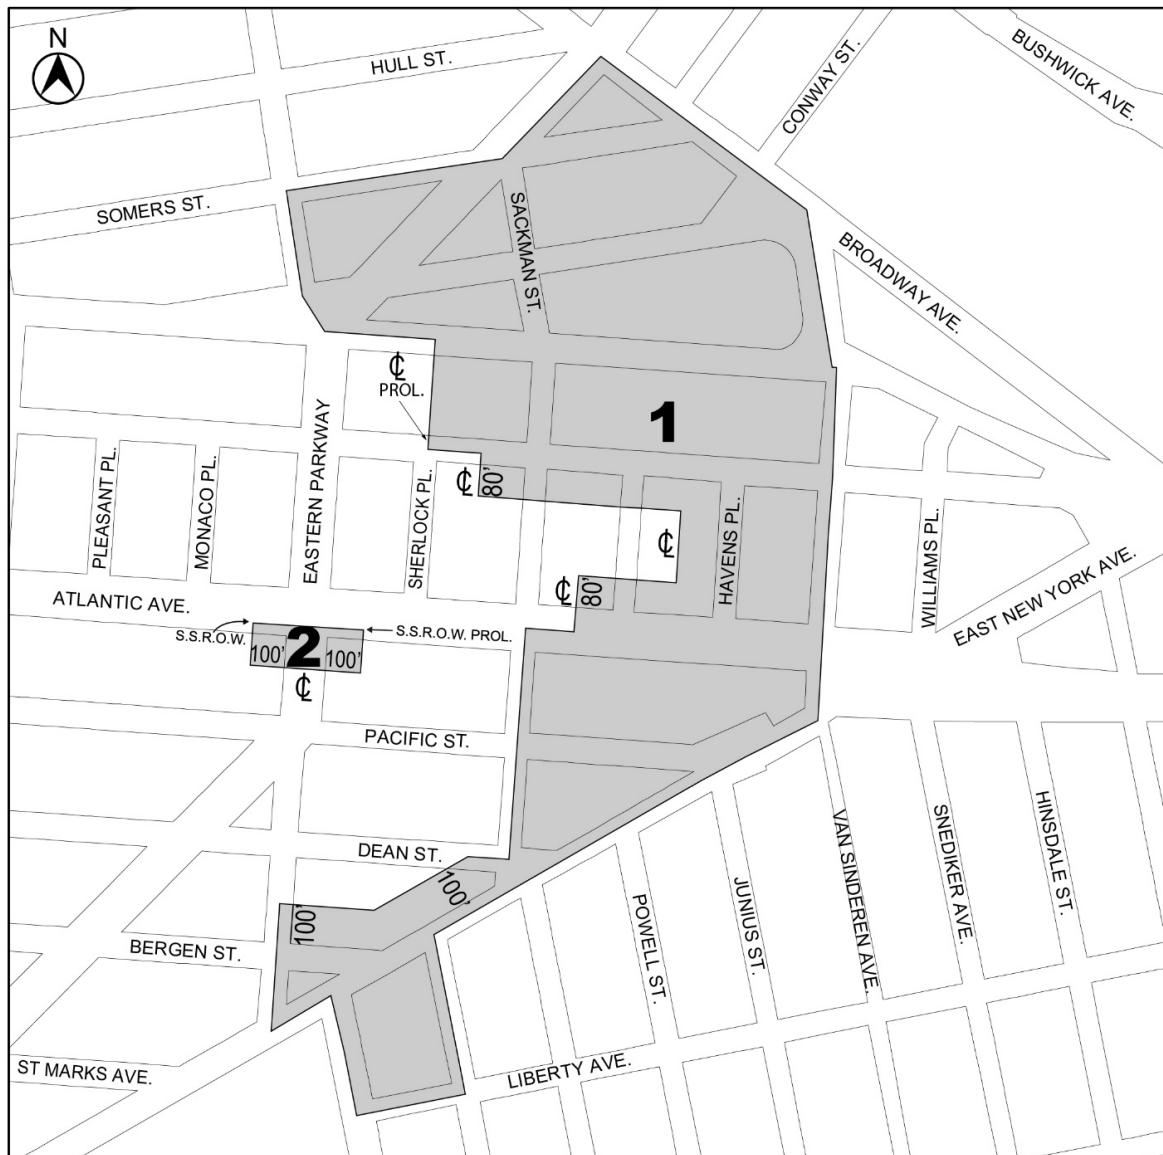 N
HULL ST.
CONWAY ST.
BUSHWICK AVE.
SOMERS ST.
SACKMAN ST.
BROADWAY AVE.
℄
PROL.
1
PLEASANT PL.
MONACO PL.
EASTERN PARKWAY
SHERLOCK PL.
℄
80'
℄
HAVENS PL.
WILLIAMS PL.
EAST NEW YORK AVE.
℄
80'
ATLANTIC AVE.
S.S.R.O.W.
S.S.R.O.W. PROL.
100'
2
100'
℄
PACIFIC ST.
DEAN ST.
100'
100'
BERGEN ST.
POWELL ST.
JUNIUS ST.
VAN SINDEREN AVE.
SNEDIKER AVE.
HINSDALE ST.
ST MARKS AVE.
LIBERTY AVE.